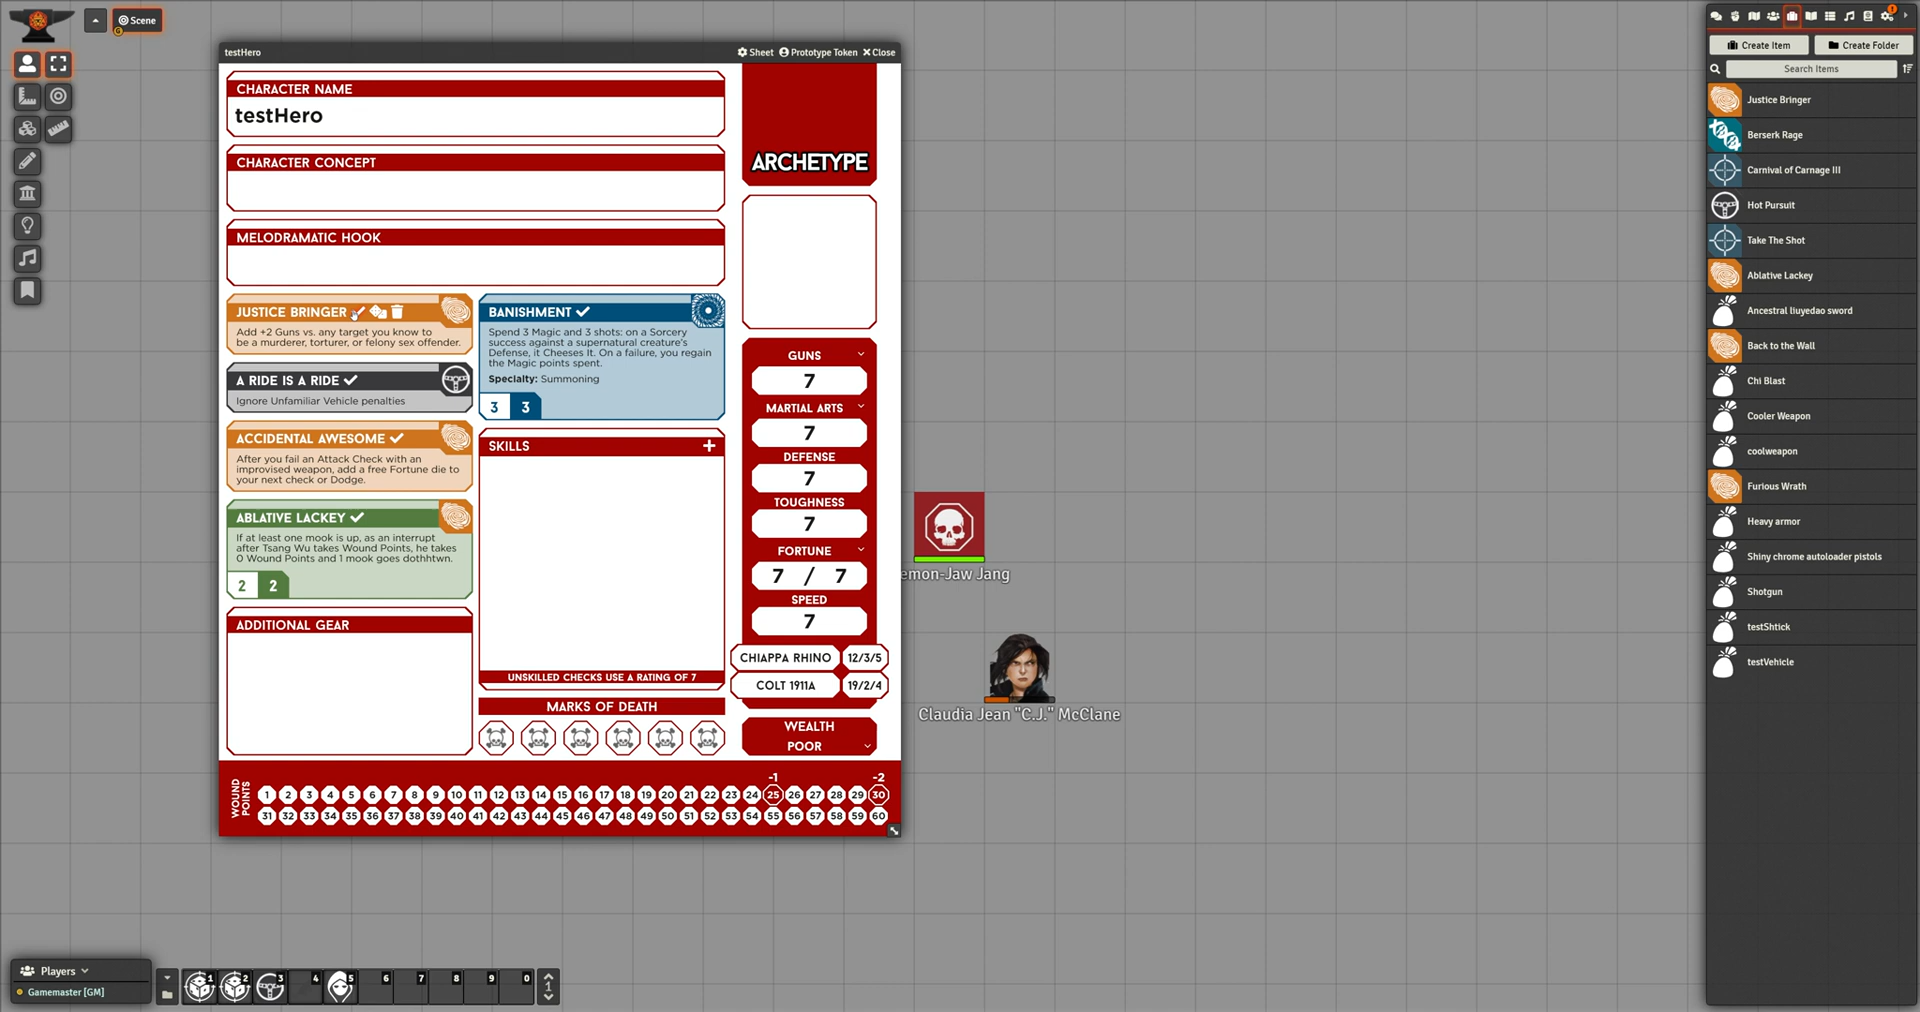 Scene
G
testHero
Sheet
Prototype Token
Close
CHARACTER NAME
testHero
CHARACTER CONCEPT
MELODRAMATIC HOOK
JUSTICE BRINGER
Add +2 Guns vs. any target you know to
be a murderer, torturer, or felony sex offender.
A RIDE IS A RIDE
Ignore Unfamiliar Vehicle penalties
ACCIDENTAL AWESOME
After you fail an Attack Check with an
improvised weapon, add a free Fortune die to
your next check or Dodge.
ABLATIVE LACKEY
If at least one mook is up, as an interrupt
after Tsang Wu takes Wound Points, he takes
0 Wound Points and 1 mook goes dothhtwn.
2 2
ADDITIONAL GEAR
BANISHMENT
Spend 3 Magic and 3 shots: on a Sorcery
success against a supernatural creature's
Defense, it Cheeses It. On a failure, you regain
the Magic points spent.
Specialty: Summoning
3 3
SKILLS
UNSKILLED CHECKS USE A RATING OF 7
MARKS OF DEATH
ARCHETYPE
GUNS
7
MARTIAL ARTS
7
DEFENSE
7
TOUGHNESS
7
FORTUNE
7 / 7
SPEED
7
CHIAPPA RHINO 12/3/5
COLT 1911A 19/2/4
WEALTH
POOR
WOUND
POINTS
-1 -2
1 2 3 4 5 6 7 8 9 10 11 12 13 14 15 16 17 18 19 20 21 22 23 24 25 26 27 28 29 30
31 32 33 34 35 36 37 38 39 40 41 42 43 44 45 46 47 48 49 50 51 52 53 54 55 56 57 58 59 60
emon-Jaw Jang
Claudia Jean "C.J." McClane
Create Item
Create Folder
Search Items
Justice Bringer
Berserk Rage
Carnival of Carnage III
Hot Pursuit
Take The Shot
Ablative Lackey
Ancestral liuyedao sword
Back to the Wall
Chi Blast
Cooler Weapon
coolweapon
Furious Wrath
Heavy armor
Shiny chrome autoloader pistols
Shotgun
testShtick
testVehicle
Players
Gamemaster [GM]
1 2 3 4 5 6 7 8 9 0
1